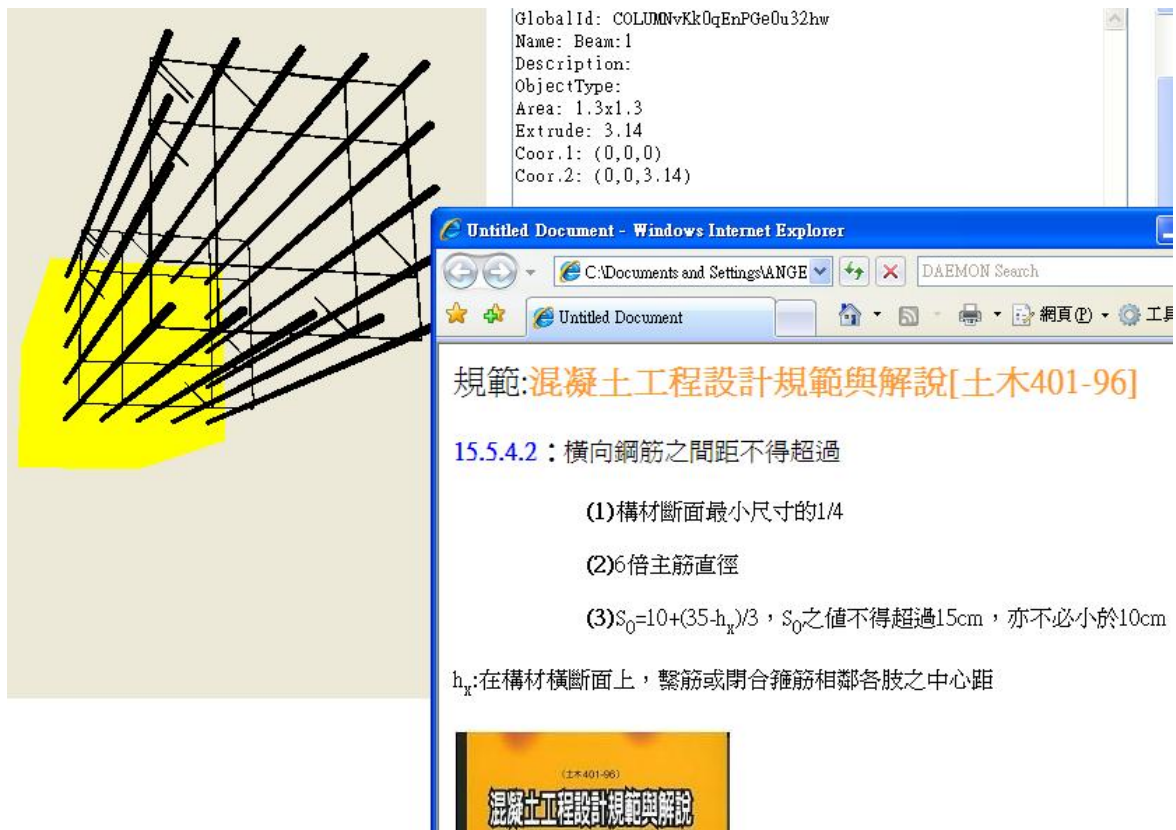 GlobalId: COLUMNvKk0qEnPGe0u32hw
Name: Beam:1
Description:
ObjectType:
Area: 1.3x1.3
Extrude: 3.14
Coor.1: (0,0,0)
Coor.2: (0,0,3.14)
Untitled Document - Windows Internet Explorer
C:\Documents and Settings\ANGE
DAEMON Search
Untitled Document
網頁(P)
規範:混凝土工程設計規範與解說[土木401-96]
15.5.4.2：橫向鋼筋之間距不得超過
(1)構材斷面最小尺寸的1/4
(2)6倍主筋直徑
(3)S0=10+(35-hx)/3，S0之值不得超過15cm，亦不必小於10cm
hx:在構材橫斷面上，繫筋或閉合箍筋相鄰各肢之中心距
(土木401-96)
混凝土工程設計規範與解說